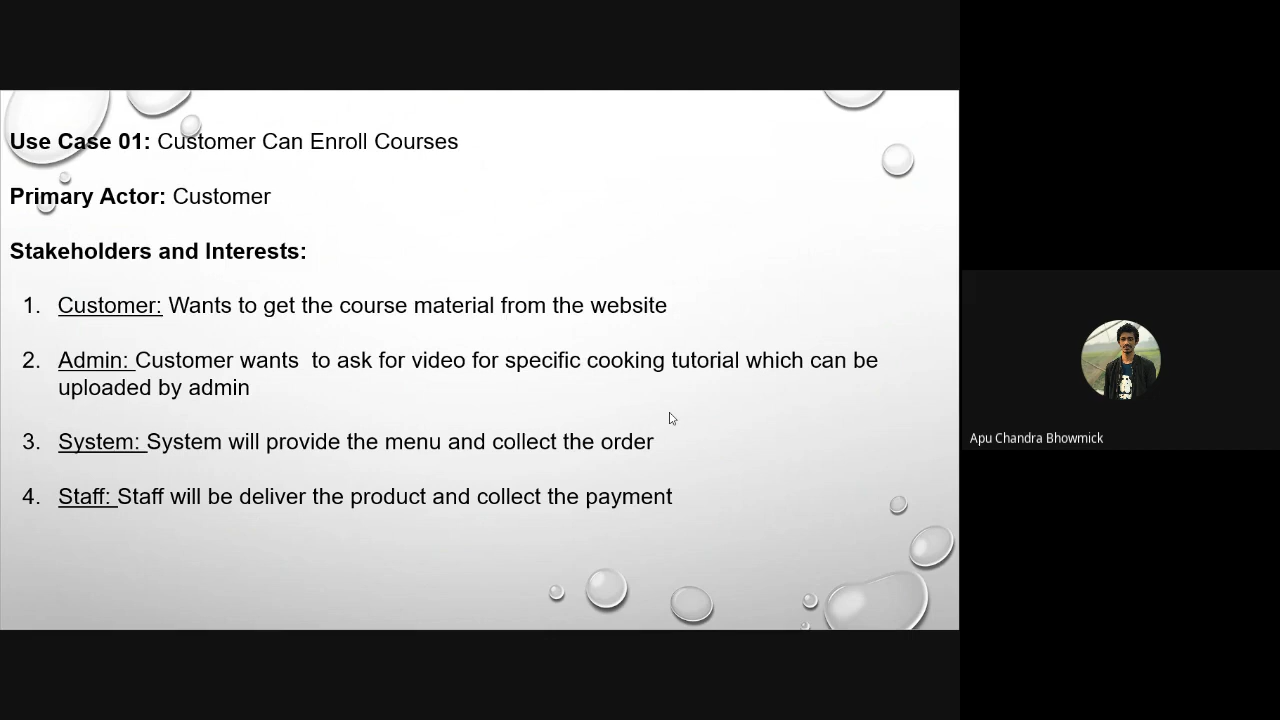 Use Case 01: Customer Can Enroll Courses
Primary Actor: Customer
Stakeholders and Interests:
1. Customer: Wants to get the course material from the website
2. Admin: Customer wants  to ask for video for specific cooking tutorial which can be
uploaded by admin
3. System: System will provide the menu and collect the order
4. Staff: Staff will be deliver the product and collect the payment
Apu Chandra Bhowmick